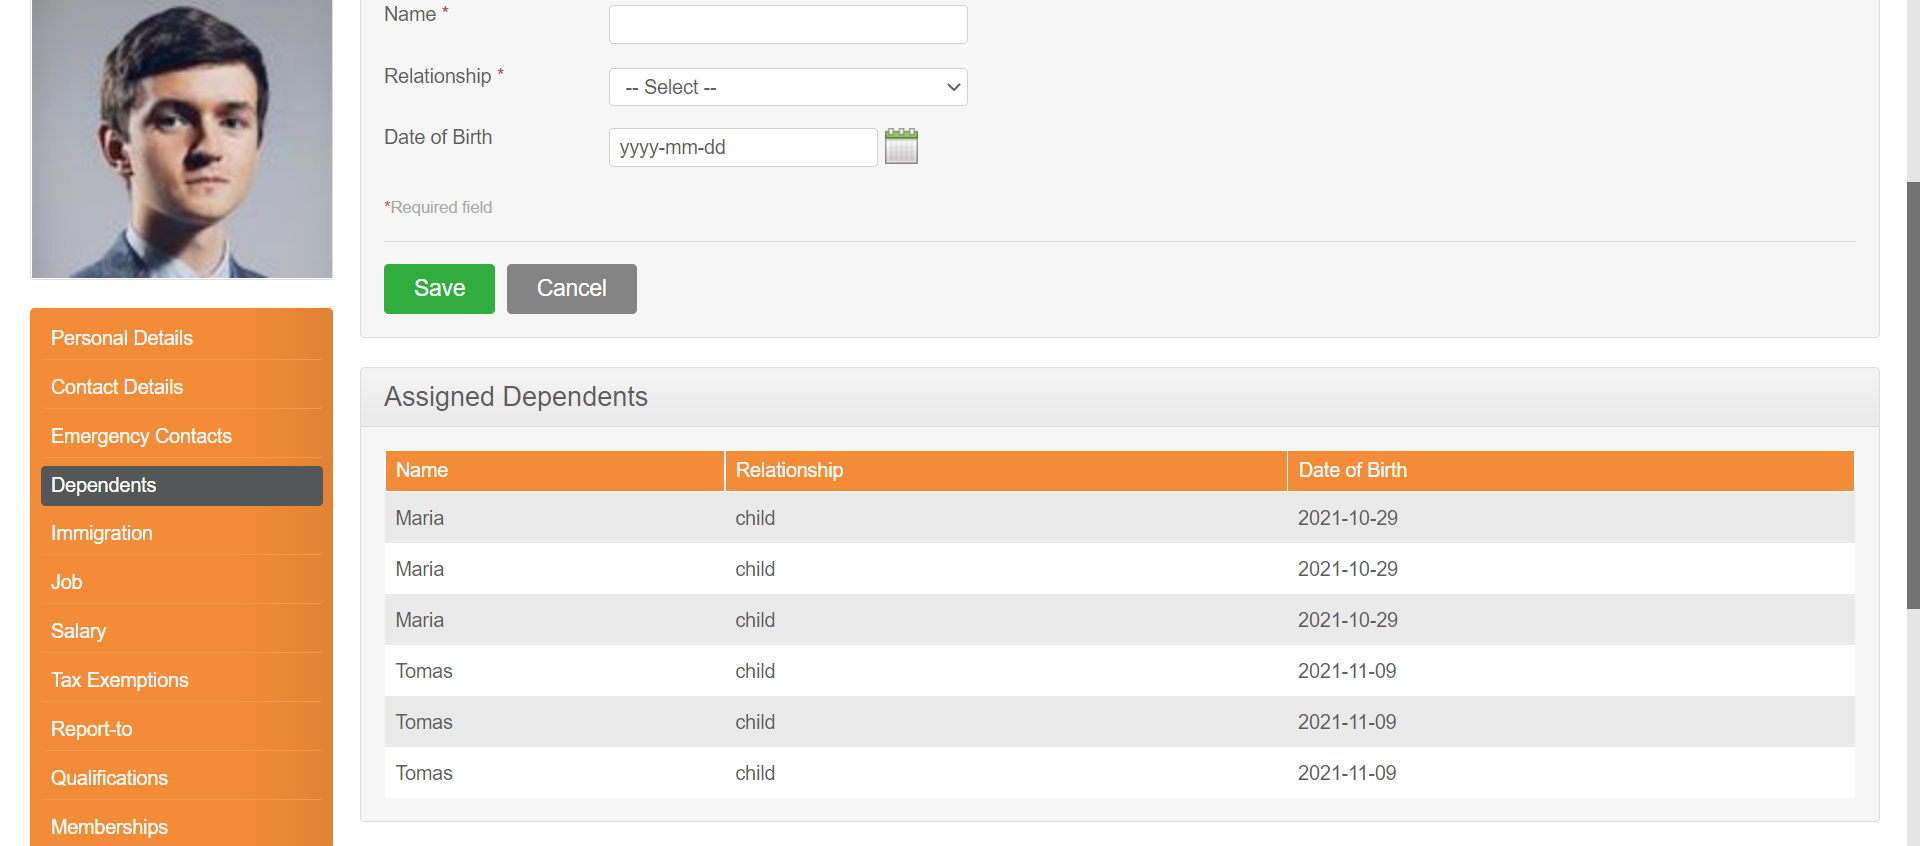 Name *
Relationship *
-- Select --
Date of Birth
yyyy-mm-dd
*Required field
Save Cancel
Personal Details
Contact Details
Emergency Contacts
Dependents
Immigration
Job
Salary
Tax Exemptions
Report-to
Qualifications
Memberships
Assigned Dependents
Name Relationship Date of Birth
Maria child 2021-10-29
Maria child 2021-10-29
Maria child 2021-10-29
Tomas child 2021-11-09
Tomas child 2021-11-09
Tomas child 2021-11-09